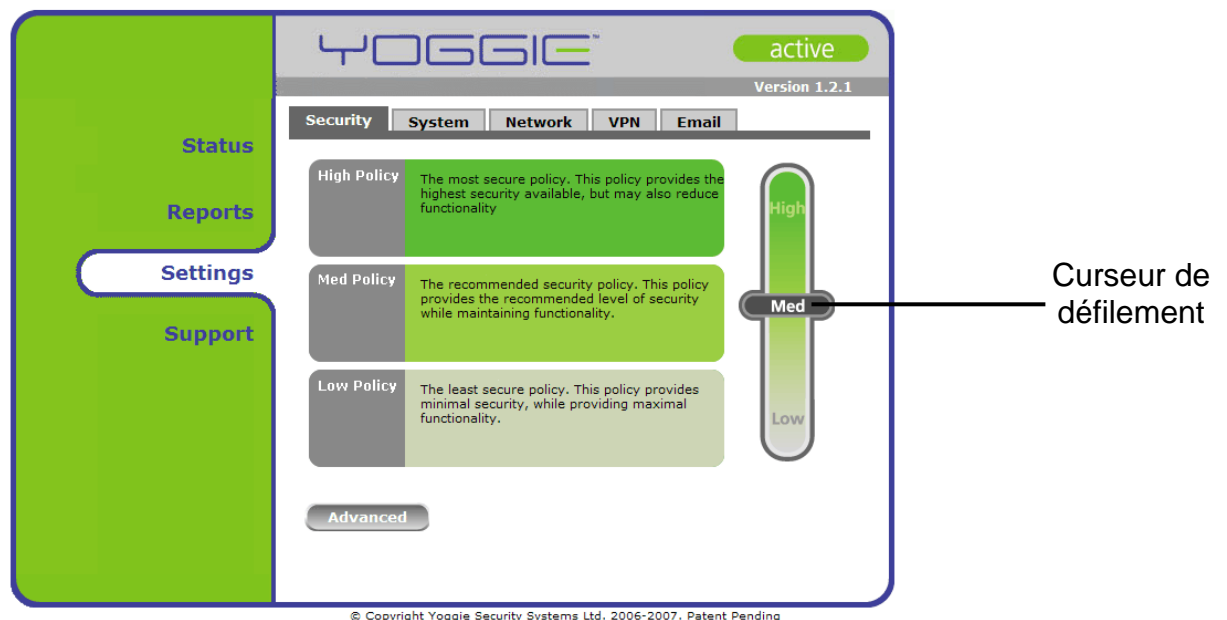 YOGGIE™
active
Version 1.2.1
Security System Network VPN Email
Status
Reports
Settings
Support
High Policy
The most secure policy. This policy provides the
highest security available, but may also reduce
functionality
Med Policy
The recommended security policy. This policy
provides the recommended level of security
while maintaining functionality.
Low Policy
The least secure policy. This policy provides
minimal security, while providing maximal
functionality.
High
Med
Low
Curseur de
défilement
Advanced
© Copyright Yoggie Security Systems Ltd. 2006-2007. Patent Pending